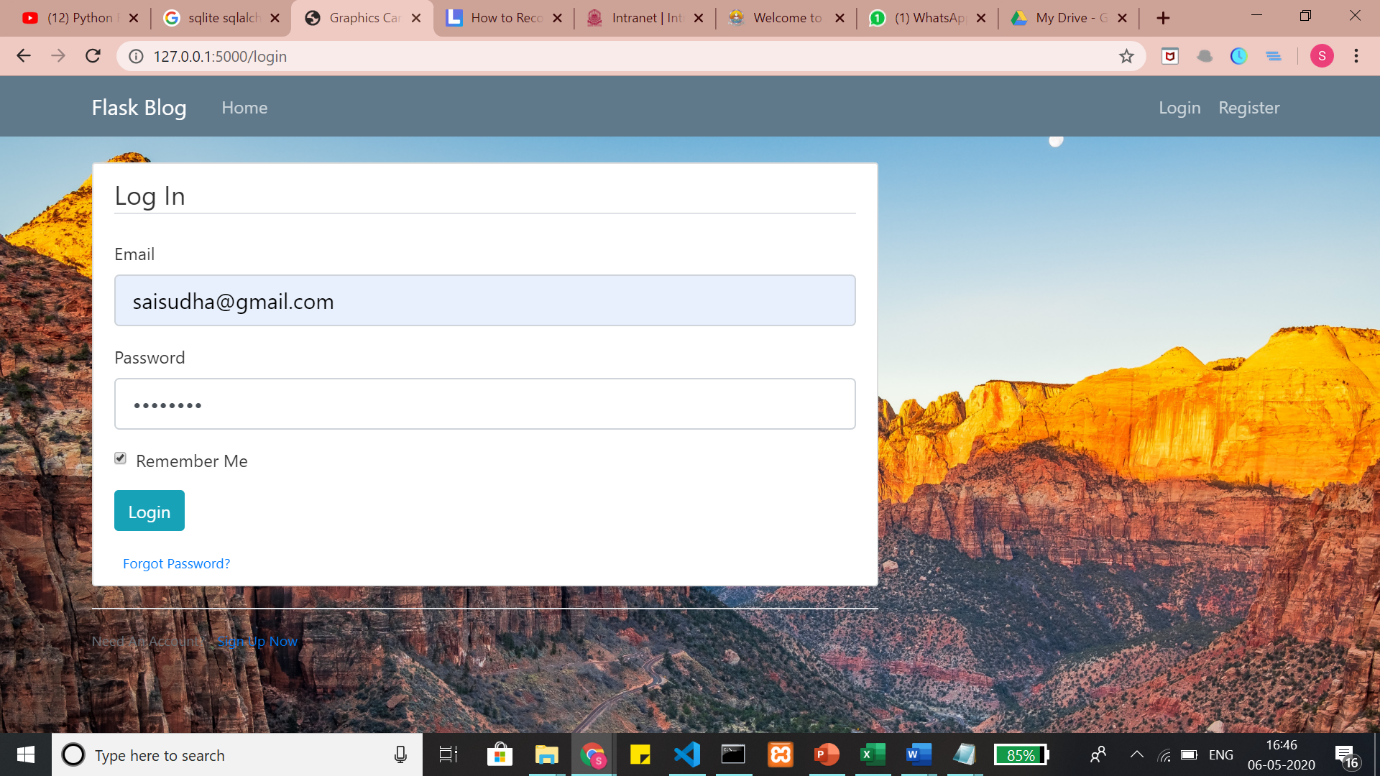 (12) Python
sqlite sqlalch
Graphics Car
How to Reco
Intranet | Int
Welcome to
(1) WhatsApp
My Drive - G
127.0.0.1:5000/login
S
Flask Blog
Home
Login
Register
Log In
Email
saisudha@gmail.com
Password
Remember Me
Login
Forgot Password?
Need An Account? Sign Up Now
Type here to search
85%
ENG
16:46
06-05-2020
16